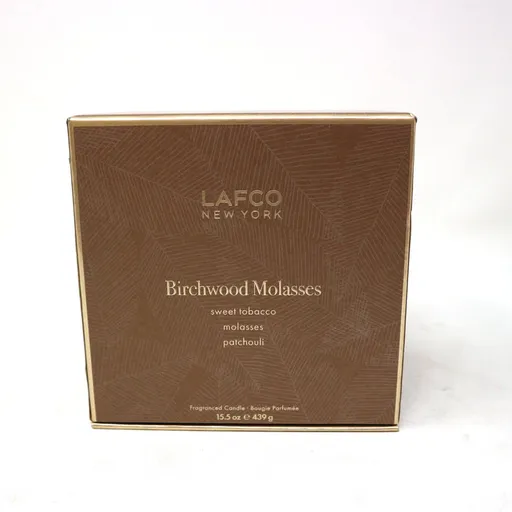 LAFCO
NEW YORK
Birchwood Molasses
sweet tobacco
molasses
patchouli
Fragranced Candle · Bougie Parfumée
15.5 oz ℮ 439 g